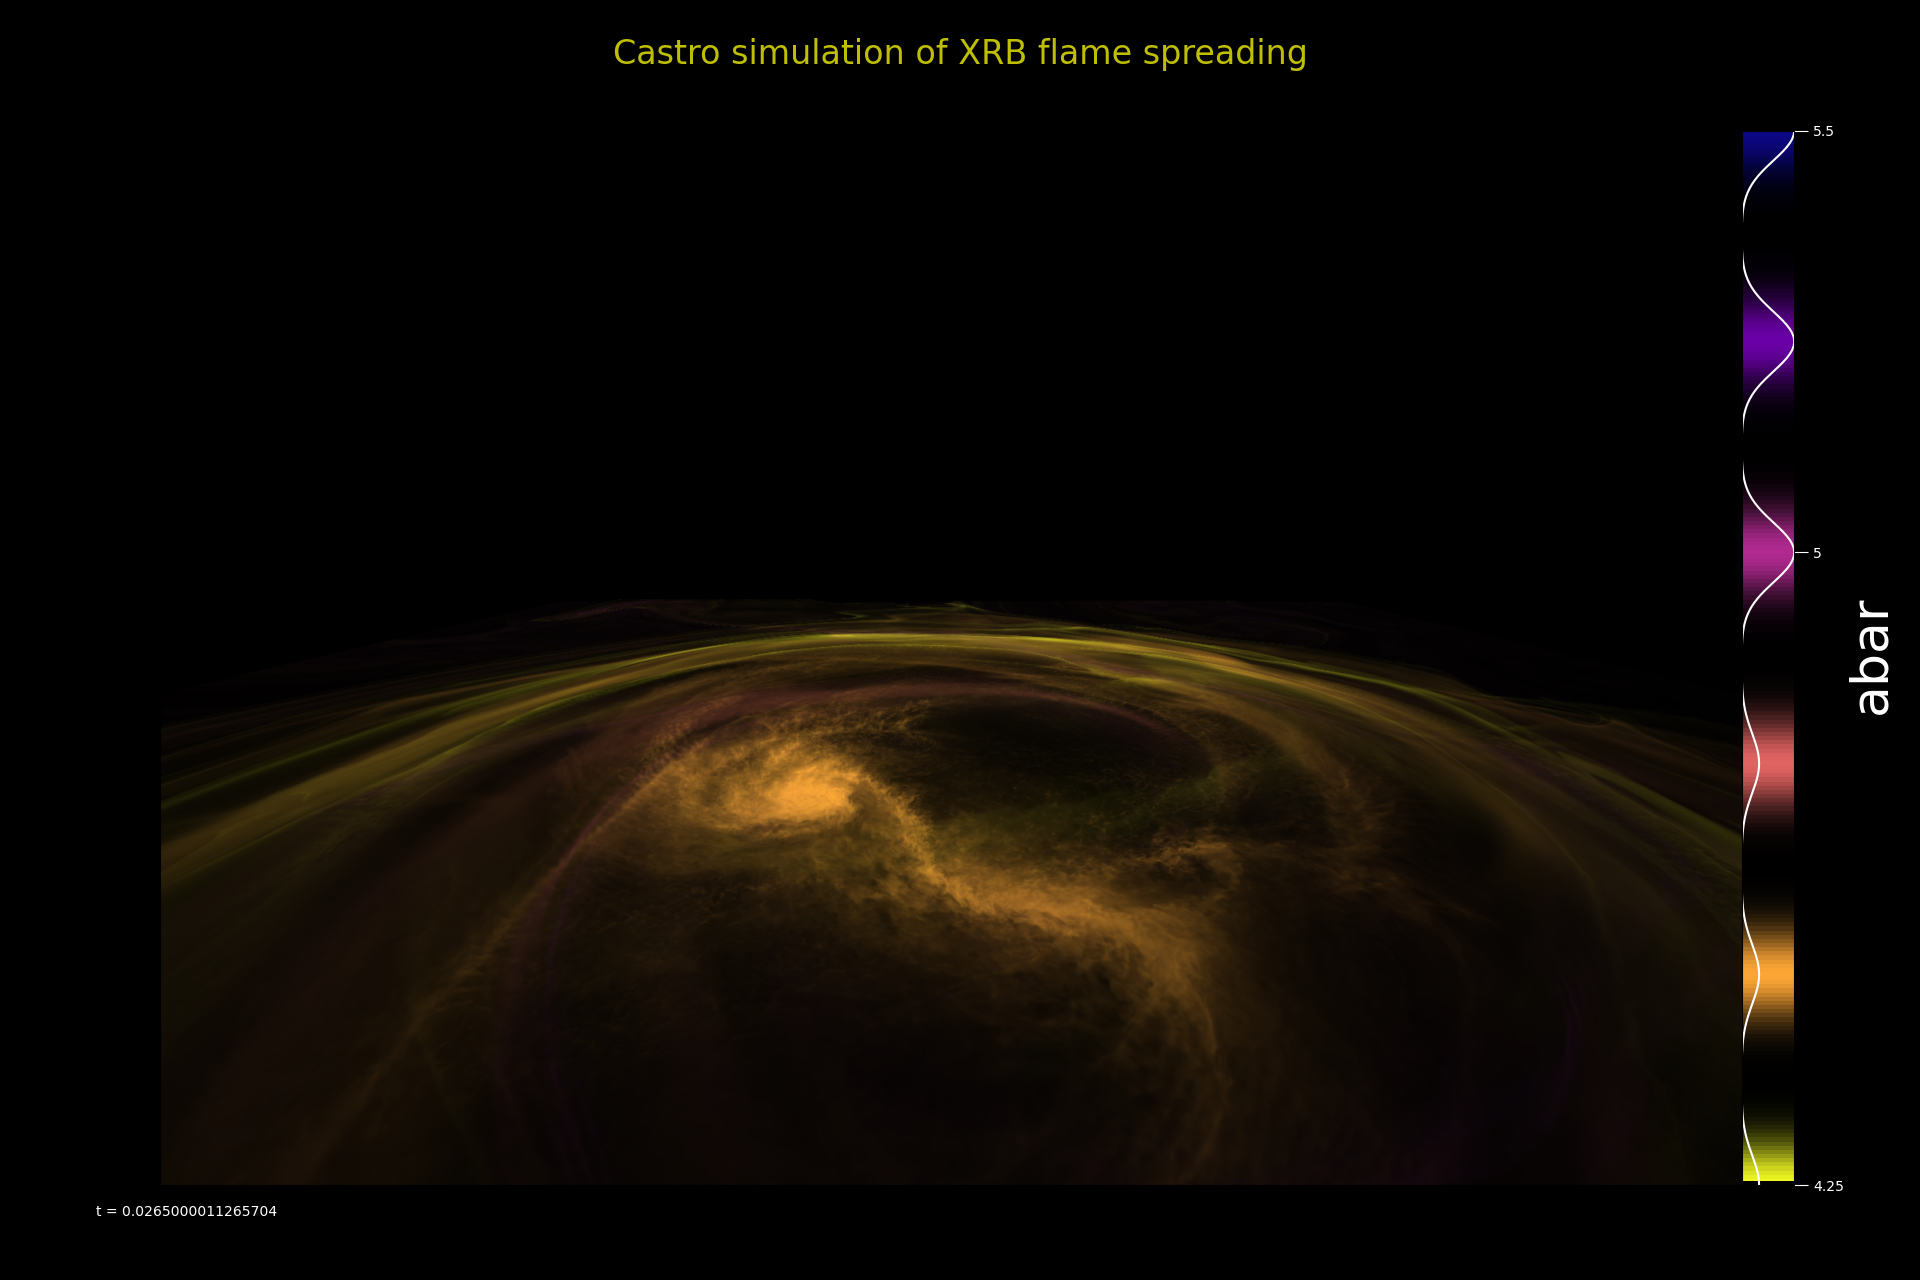 Castro simulation of XRB flame spreading
5.5
5
abar
4.25
t = 0.0265000011265704